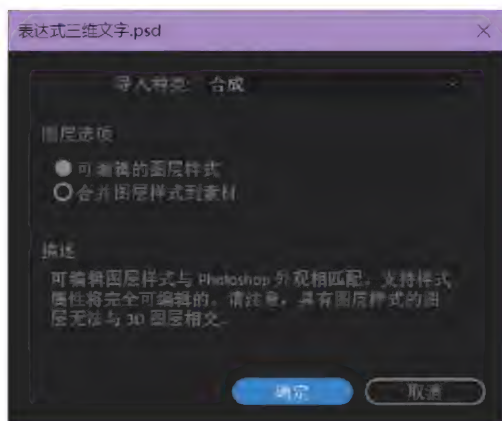 表达式三维文字.psd
导入种类: 合成
图层选项
可编辑的图层样式
合并图层样式到素材
描述
可编辑图层样式与 Photoshop 外观相匹配。支持样式
属性将完全可编辑的。请注意，具有图层样式的图
层无法与 3D 图层相交。
确定 取消